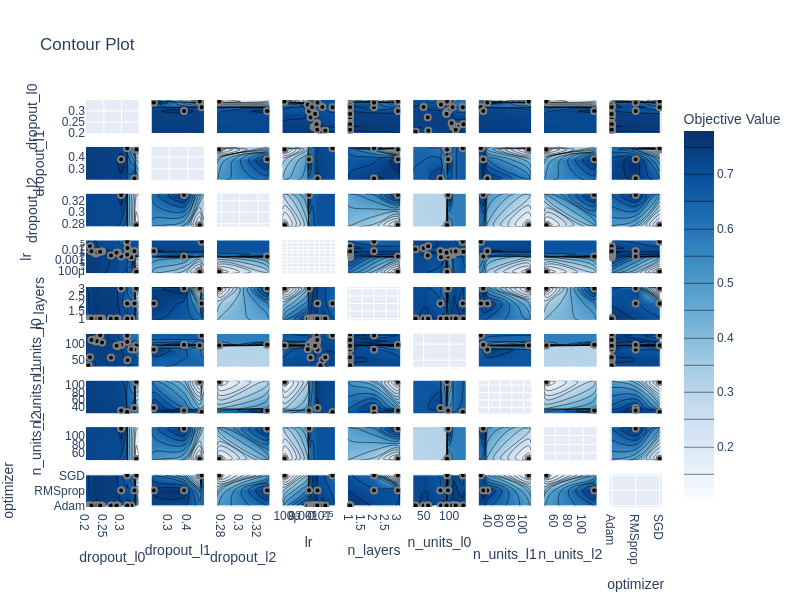 Contour Plot
Objective Value
0.7
0.6
0.5
0.4
0.3
0.2
dropout_l0
0.3
0.25
0.2
dropout_l1
0.4
0.3
dropout_l2
0.32
0.3
0.28
lr
0.01
0.001
100μ
n_layers
3
2.5
2
1.5
1
n_units_l0
100
50
n_units_l1
100
80
60
40
n_units_l2
100
80
60
optimizer
SGD
RMSprop
Adam
0.2
0.25
0.3
dropout_l0
0.3
0.4
dropout_l1
0.28
0.3
0.32
dropout_l2
lr
1
1.5
2
2.5
3
n_layers
50
100
n_units_l0
40
60
80
100
n_units_l1
60
80
100
n_units_l2
Adam
RMSprop
SGD
optimizer